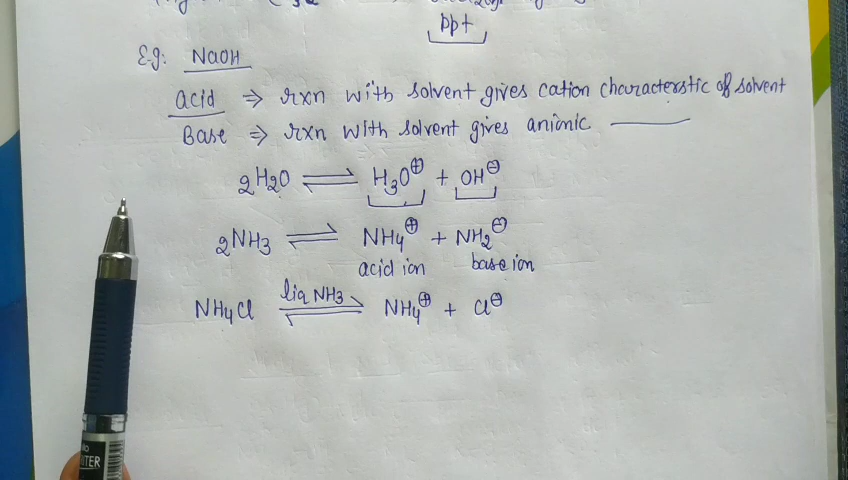 ppt
E.g: NaOH
acid ⇒ rxn with solvent gives cation characterstic of solvent
Base ⇒ rxn with solvent gives anionic ———
2H2O ⇌ H3O⊕ + OH⊖
2NH3 ⇌ NH4⊕ + NH2⊖
acid ion base ion
liq NH3
NH4Cl ⇌ NH4⊕ + Cl⊖